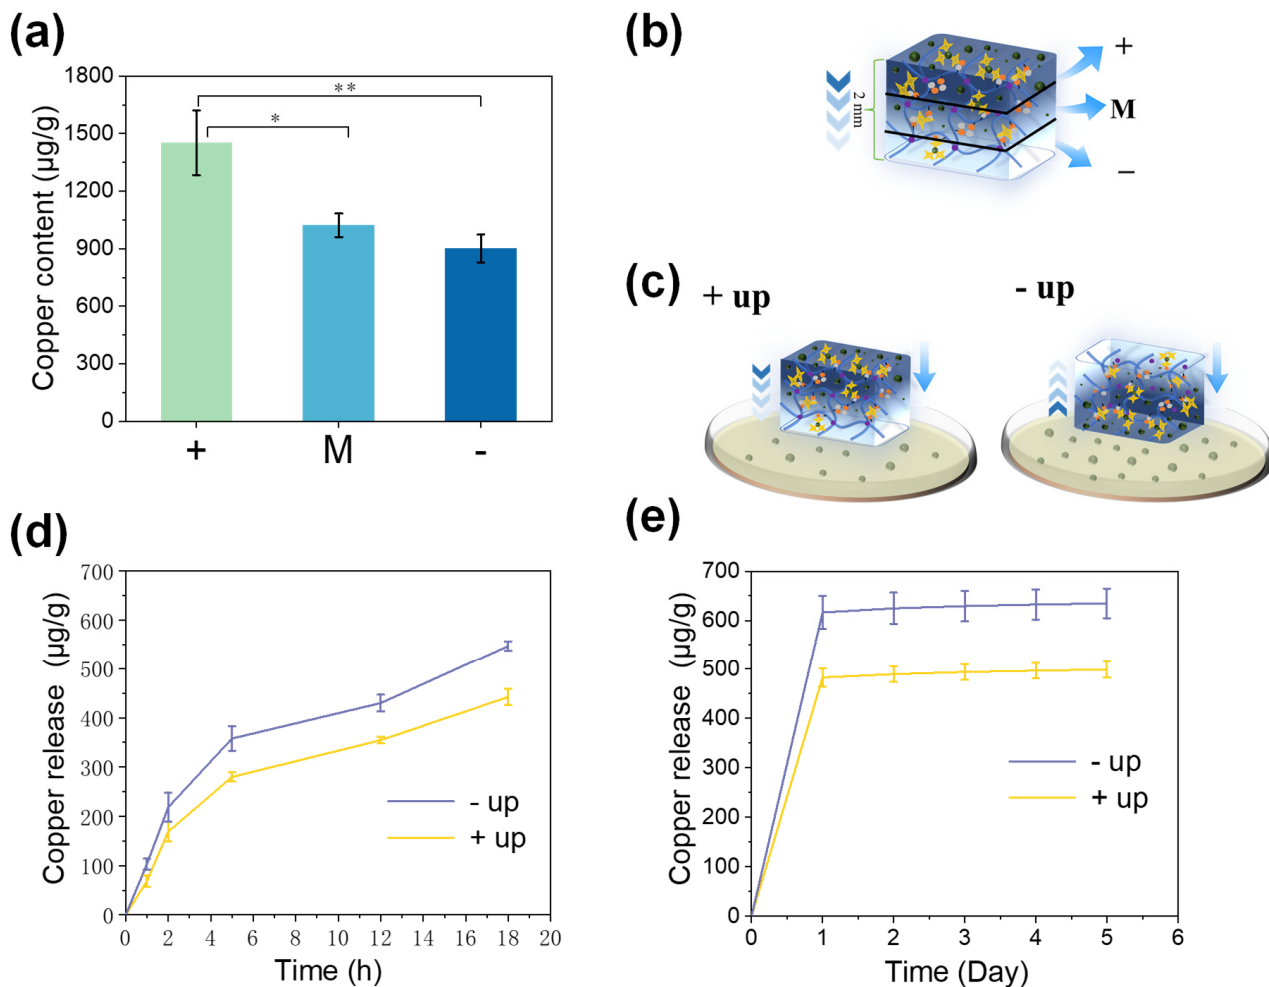 (a)
Copper content (μg/g)
1800
1500
1200
900
600
300
0
**
*
+
M
-
(b)
2 mm
+
M
−
(c)
+ up
- up
(d)
Copper release (μg/g)
700
600
500
400
300
200
100
0
- up
+ up
0 2 4 6 8 10 12 14 16 18 20
Time (h)
(e)
Copper release (μg/g)
700
600
500
400
300
200
100
0
- up
+ up
0 1 2 3 4 5 6
Time (Day)